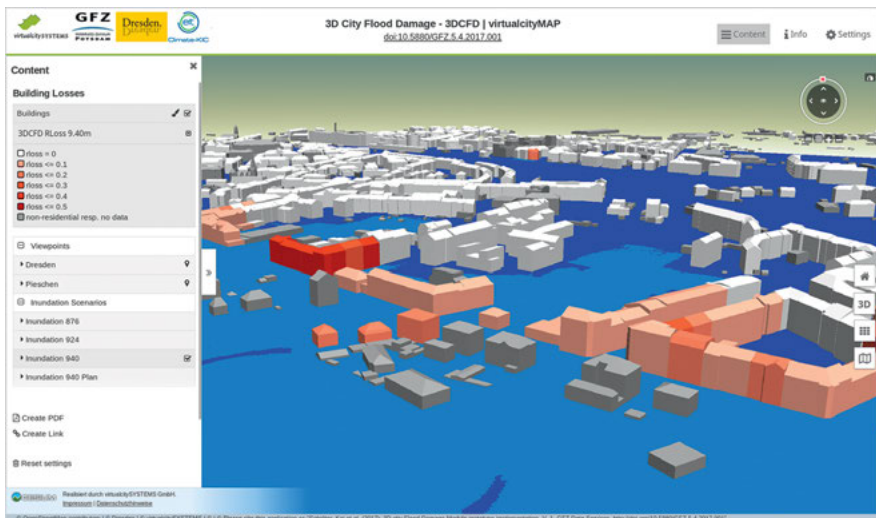 virtualcitySYSTEMS
GFZ
POTSDAM
Dresden.
Climate-KIC
3D City Flood Damage - 3DCFD | virtualcityMAP
doi:10.5880/GFZ.5.4.2017.001
Content
Info
Settings
Content
Building Losses
Buildings
3DCFD RLoss 9.40m
rloss = 0
rloss <= 0.1
rloss <= 0.2
rloss <= 0.3
rloss <= 0.4
rloss <= 0.5
non-residential resp. no data
Viewpoints
Dresden
Pieschen
Inundation Scenarios
Inundation 876
Inundation 924
Inundation 940
Inundation 940 Plan
Create PDF
Create Link
Reset settings
3D
Realisiert durch virtualcitySYSTEMS GmbH.
Impressum | Datenschutzhinweise